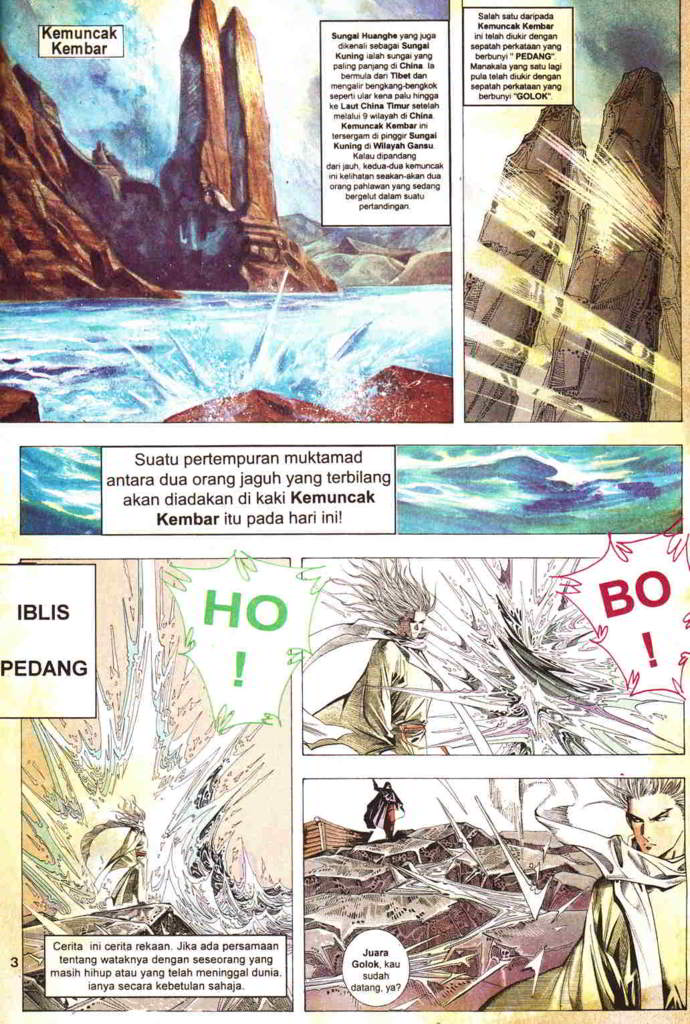 Kemuncak
Kembar
Sungai Huanghe yang juga
dikenali sebagai Sungai
Kuning ialah sungai yang
paling panjang di China. Ia
bermula dari Tibet dan
mengalir bengkang-bengkok
seperti ular kena palu hingga
ke Laut China Timur setelah
melalui 9 wilayah di China.
Kemuncak Kembar ini
tersergam di pinggir Sungai
Kuning di Wilayah Gansu.
Kalau dipandang
dari jauh, kedua-dua kemuncak
ini kelihatan seakan-akan dua
orang pahlawan yang sedang
bergelut dalam suatu
pertandingan.
Salah satu daripada
Kemuncak Kembar
ini telah diukir dengan
sepatah perkataan yang
berbunyi " PEDANG".
Manakala yang satu lagi
pula telah diukir dengan
sepatah perkataan yang
berbunyi "GOLOK".
Suatu pertempuran muktamad
antara dua orang jaguh yang terbilang
akan diadakan di kaki Kemuncak
Kembar itu pada hari ini!
IBLIS
PEDANG
HO
!
BO
!
Cerita ini cerita rekaan. Jika ada persamaan
tentang wataknya dengan seseorang yang
masih hihup atau yang telah meninggal dunia,
ianya secara kebetulan sahaja.
Juara
Golok, kau
sudah
datang, ya?
3